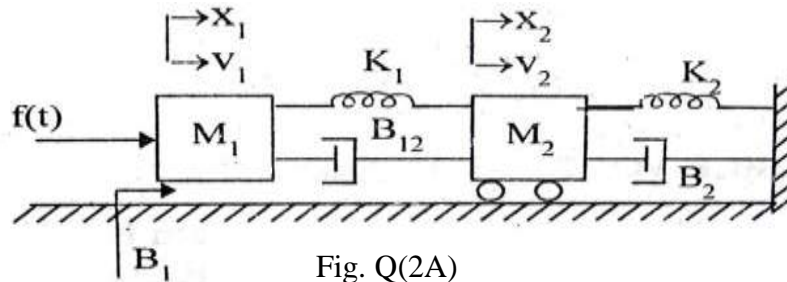 X₁ X₂
V₁ V₂
K₁ K₂
f(t) M₁ B₁₂ M₂
B₂
B₁
Fig. Q(2A)